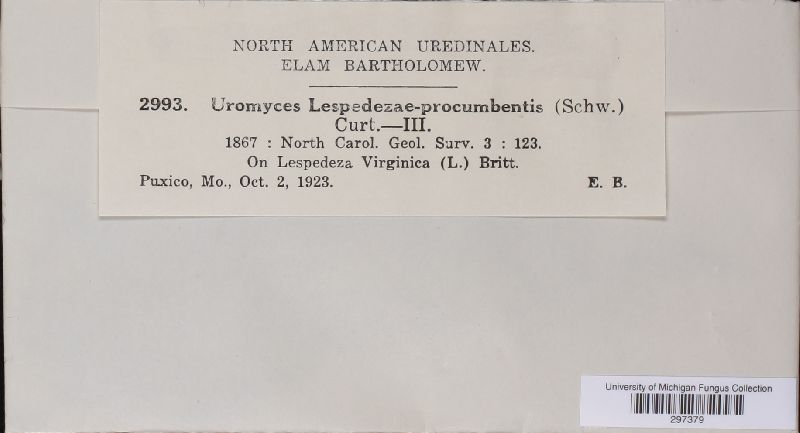 NORTH AMERICAN UREDINALES.
ELAM BARTHOLOMEW.
2993. Uromyces Lespedezae-procumbentis (Schw.)
Curt.—III.
1867 : North Carol. Geol. Surv. 3 : 123.
On Lespedeza Virginica (L.) Britt.
Puxico, Mo., Oct. 2, 1923. E. B.
University of Michigan Fungus Collection
297379